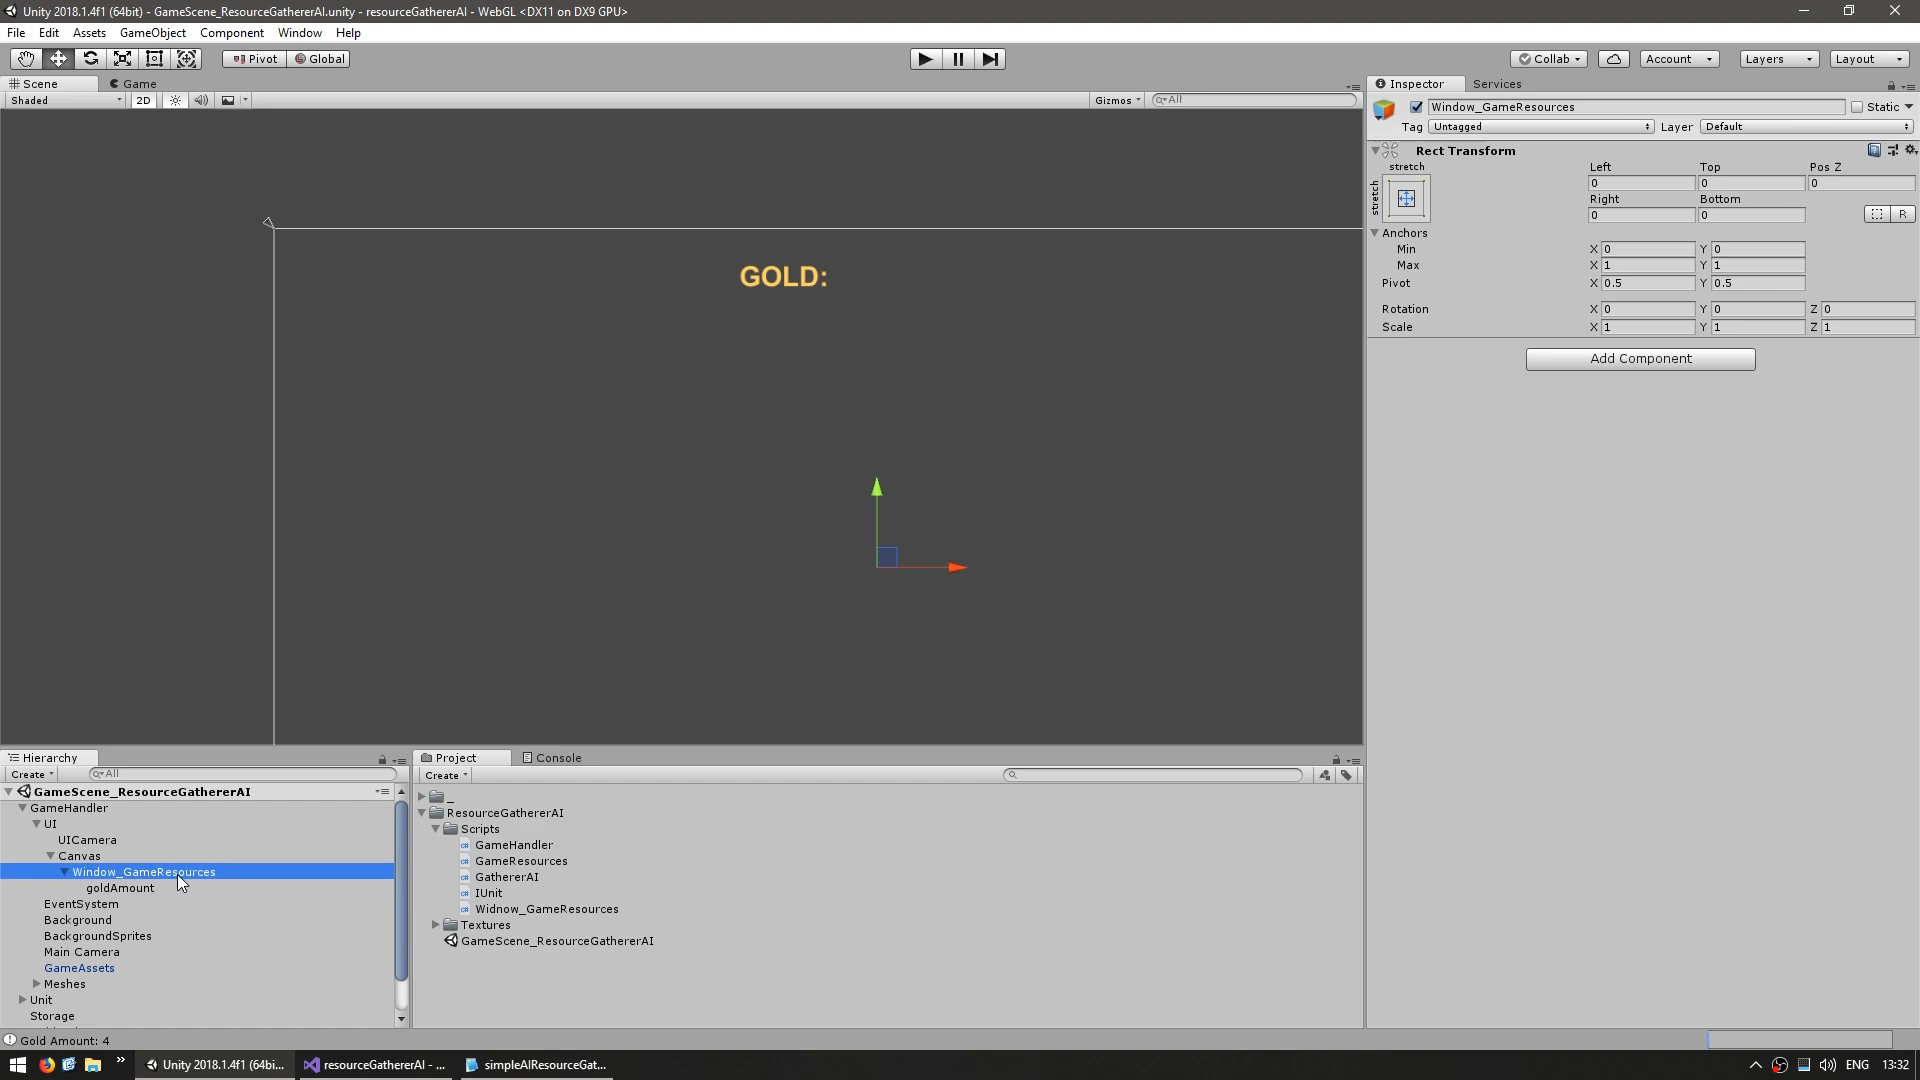 Unity 2018.1.4f1 (64bit) - GameScene_ResourceGathererAI.unity - resourceGathererAI - WebGL <DX11 on DX9 GPU>
File Edit Assets GameObject Component Window Help
Pivot Global Collab Account Layers Layout
Scene Game
Shaded 2D Gizmos All
GOLD:
Inspector Services
Window_GameResources Static
Tag Untagged Layer Default
Rect Transform
stretch Left Top Pos Z
stretch 0 0 0
Right Bottom
0 0 R
Anchors
Min X 0 Y 0
Max X 1 Y 1
Pivot X 0.5 Y 0.5
Rotation X 0 Y 0 Z 0
Scale X 1 Y 1 Z 1
Add Component
Hierarchy
Create All
GameScene_ResourceGathererAI
GameHandler
UI
UICamera
Canvas
Window_GameResources
goldAmount
EventSystem
Background
BackgroundSprites
Main Camera
GameAssets
Meshes
Unit
Storage
Project Console
Create
_
ResourceGathererAI
Scripts
GameHandler
GameResources
GathererAI
IUnit
Widnow_GameResources
Textures
GameScene_ResourceGathererAI
Gold Amount: 4
Unity 2018.1.4f1 (64bi... resourceGathererAI - ... simpleAIResourceGat... ENG 13:32